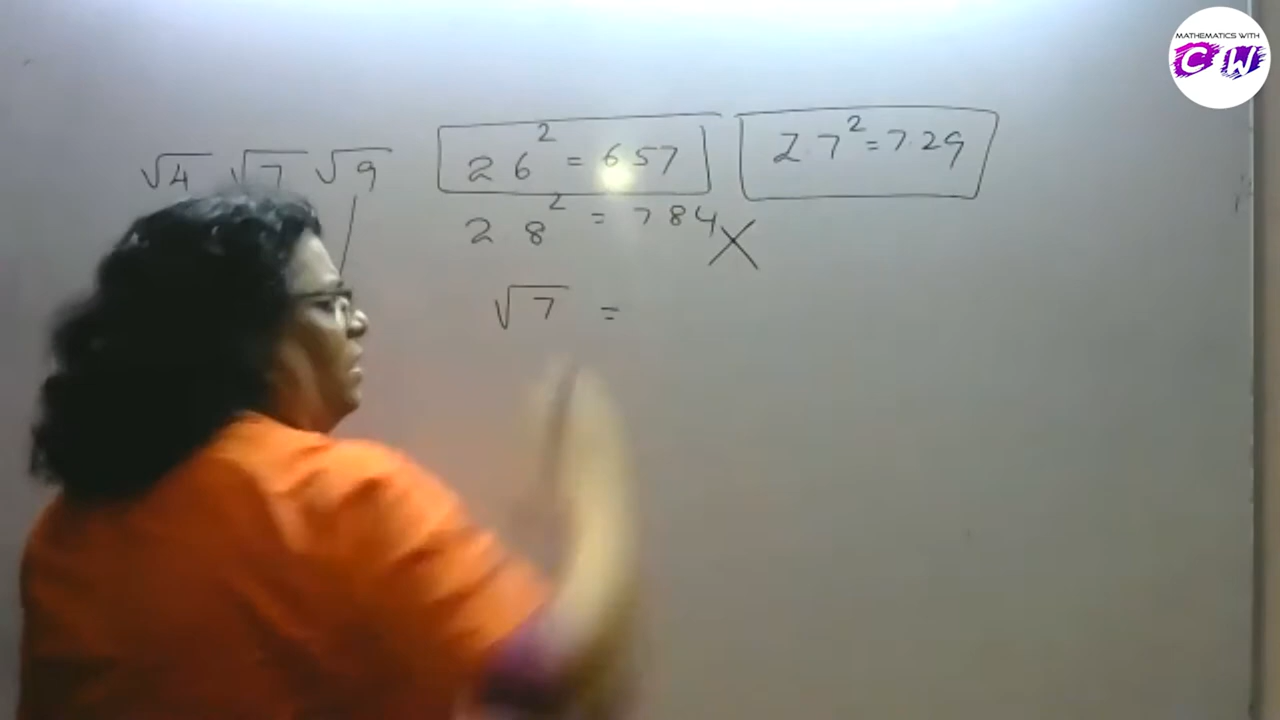 MATHEMATICS WITH
CW
√4 √7 √9
26² = 657
27² = 7.29
28² = 784 X
√7 =